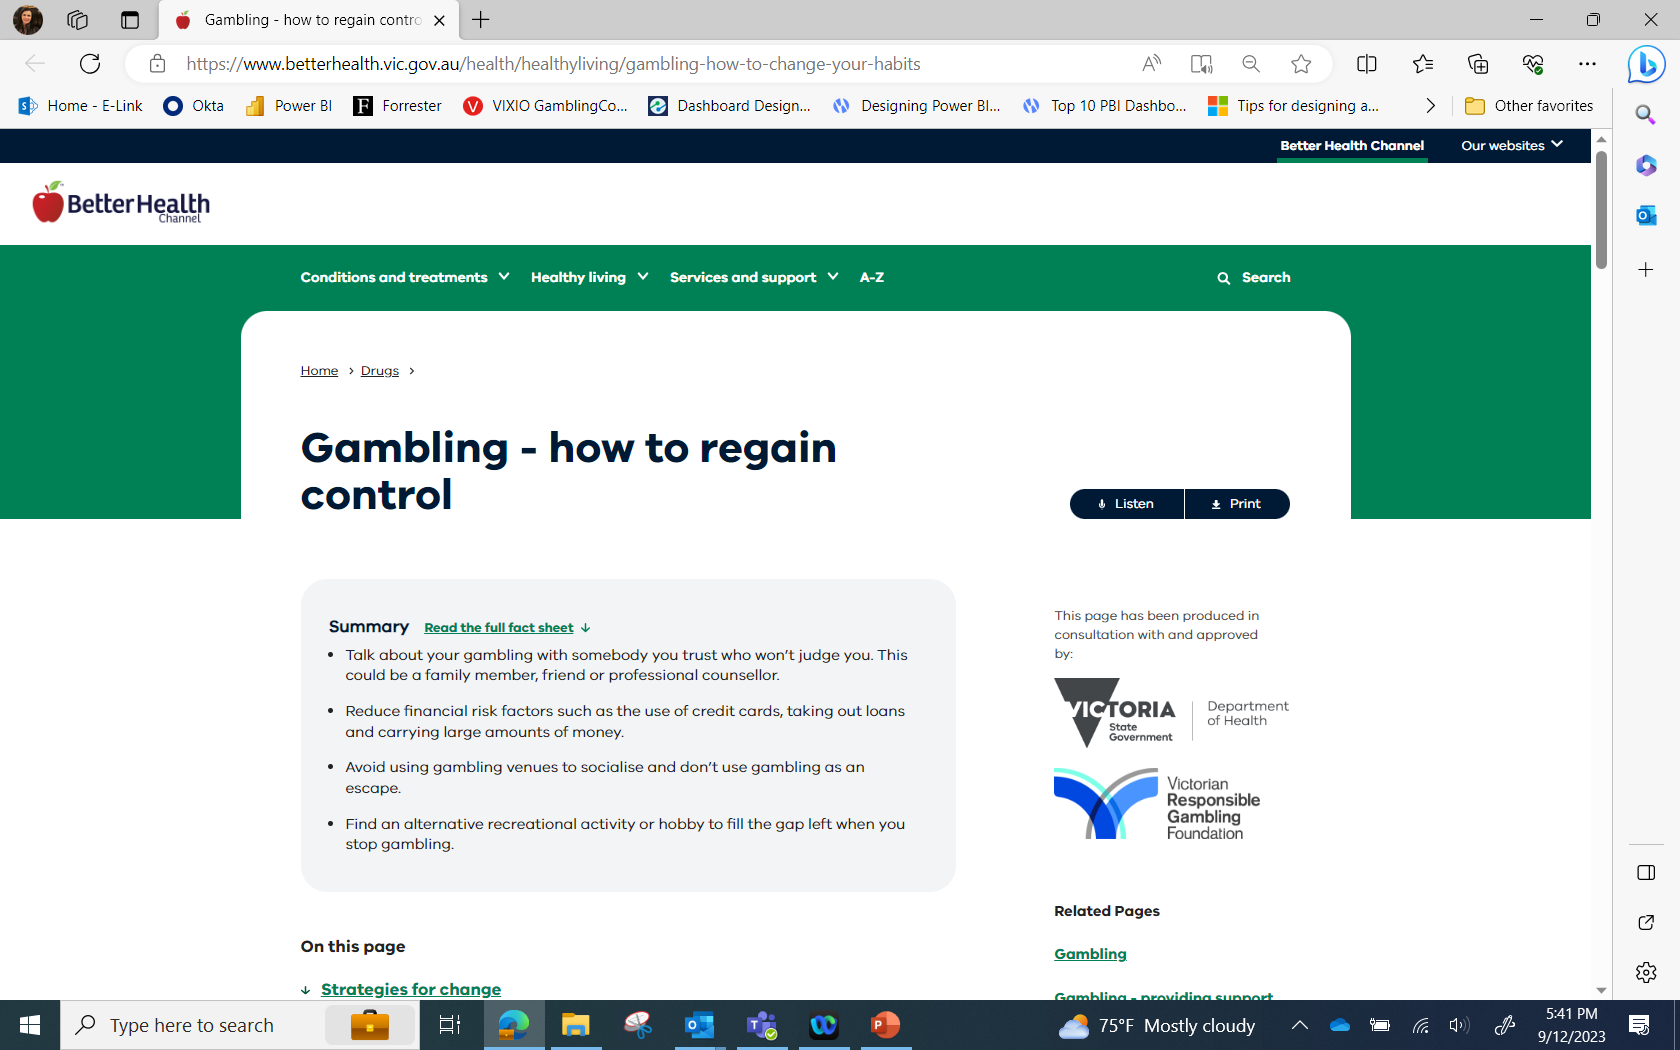 Gambling - how to regain contro
https://www.betterhealth.vic.gov.au/health/healthyliving/gambling-how-to-change-your-habits
Home - E-Link
Okta
Power BI
Forrester
VIXIO GamblingCo...
Dashboard Design...
Designing Power BI...
Top 10 PBI Dashbo...
Tips for designing a...
Other favorites
Better Health Channel
Our websites
BetterHealth
Channel
Conditions and treatments
Healthy living
Services and support
A-Z
Search
Home > Drugs >
Gambling - how to regain
control
Listen
Print
Summary Read the full fact sheet ↓
• Talk about your gambling with somebody you trust who won't judge you. This
could be a family member, friend or professional counsellor.
• Reduce financial risk factors such as the use of credit cards, taking out loans
and carrying large amounts of money.
• Avoid using gambling venues to socialise and don't use gambling as an
escape.
• Find an alternative recreational activity or hobby to fill the gap left when you
stop gambling.
On this page
↓ Strategies for change
This page has been produced in
consultation with and approved
by:
VICTORIA
State
Government
Department
of Health
Victorian
Responsible
Gambling
Foundation
Related Pages
Gambling
Gambling - providing support
Type here to search
75°F Mostly cloudy
5:41 PM
9/12/2023